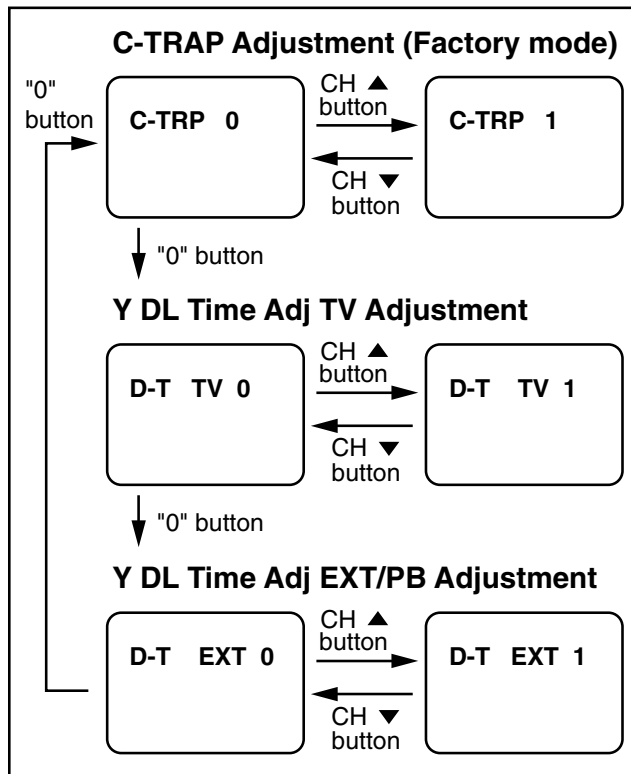 C-TRAP Adjustment (Factory mode)
"0"
button
C-TRP 0
CH ▲
button
CH ▼
button
C-TRP 1
"0" button
Y DL Time Adj TV Adjustment
D-T TV 0
CH ▲
button
CH ▼
button
D-T TV 1
"0" button
Y DL Time Adj EXT/PB Adjustment
D-T EXT 0
CH ▲
button
CH ▼
button
D-T EXT 1